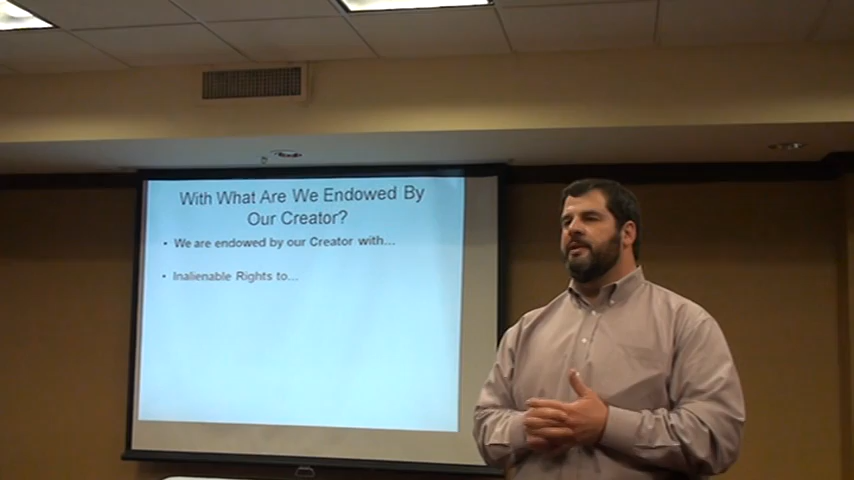 With What Are We Endowed By
Our Creator?
• We are endowed by our Creator with...
• Inalienable Rights to...